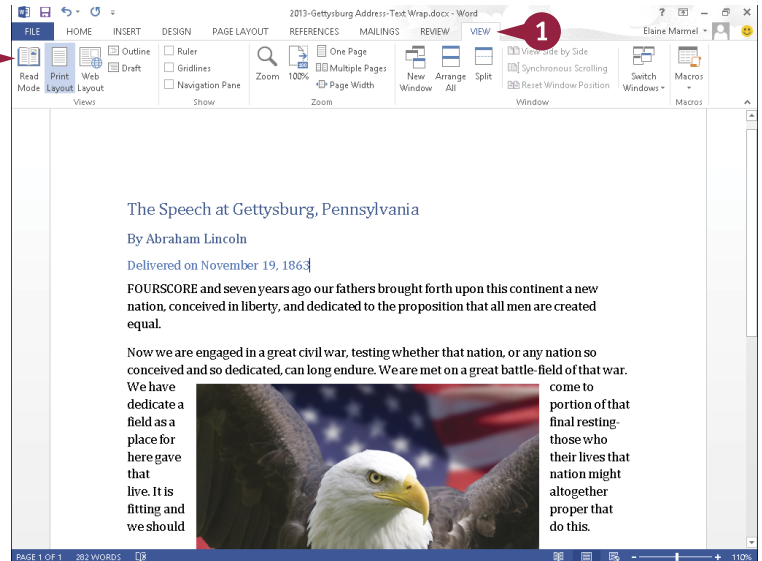 2013-Gettysburg Address-Text Wrap.docx - Word
?
FILE HOME INSERT DESIGN PAGE LAYOUT REFERENCES MAILINGS REVIEW VIEW 1 Elaine Marmel
Read Mode
Print Layout
Web Layout
Outline
Draft
Views
Ruler
Gridlines
Navigation Pane
Show
Zoom
100%
One Page
Multiple Pages
Page Width
Zoom
New Window
Arrange All
Split
View Side by Side
Synchronous Scrolling
Reset Window Position
Window
Switch Windows
Macros
Macros
The Speech at Gettysburg, Pennsylvania
By Abraham Lincoln
Delivered on November 19, 1863
FOURSCORE and seven years ago our fathers brought forth upon this continent a new
nation, conceived in liberty, and dedicated to the proposition that all men are created
equal.
Now we are engaged in a great civil war, testing whether that nation, or any nation so
conceived and so dedicated, can long endure. We are met on a great battle-field of that war.
We have come to
dedicate a portion of that
field as a final resting-
place for those who
here gave their lives that
that nation might
live. It is altogether
fitting and proper that
we should do this.
PAGE 1 OF 1 282 WORDS 110%